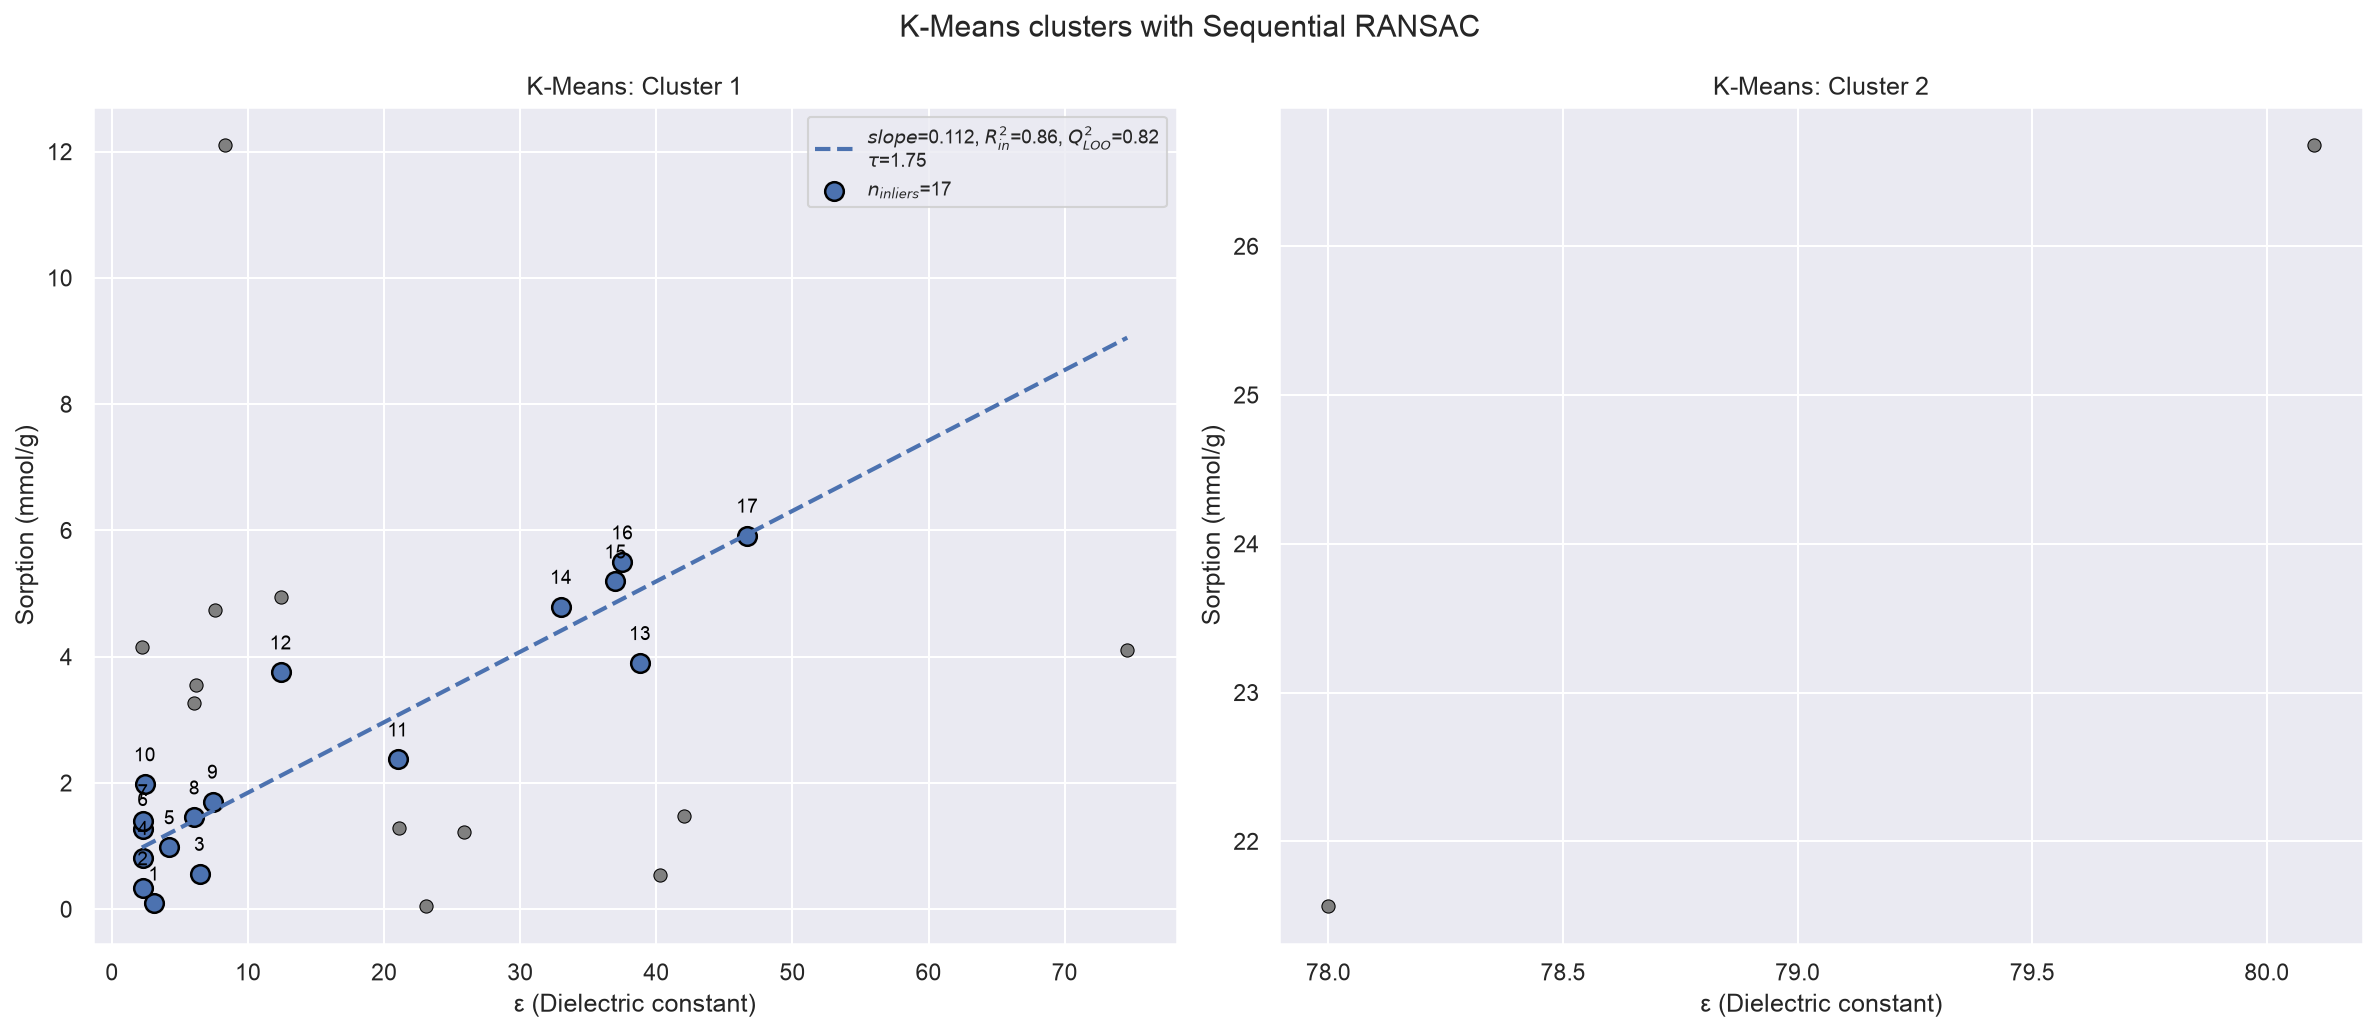 K-Means clusters with Sequential RANSAC
K-Means: Cluster 1
slope=0.112, R²in=0.86, Q²LOO=0.82
τ=1.75
n_inliers=17
12
10
8
6
4
2
0
Sorption (mmol/g)
17
16
15
14
13
12
11
10
9
8
7
6
5
4
3
2
1
0 10 20 30 40 50 60 70
ε (Dielectric constant)
K-Means: Cluster 2
26
25
24
23
22
Sorption (mmol/g)
78.0 78.5 79.0 79.5 80.0
ε (Dielectric constant)